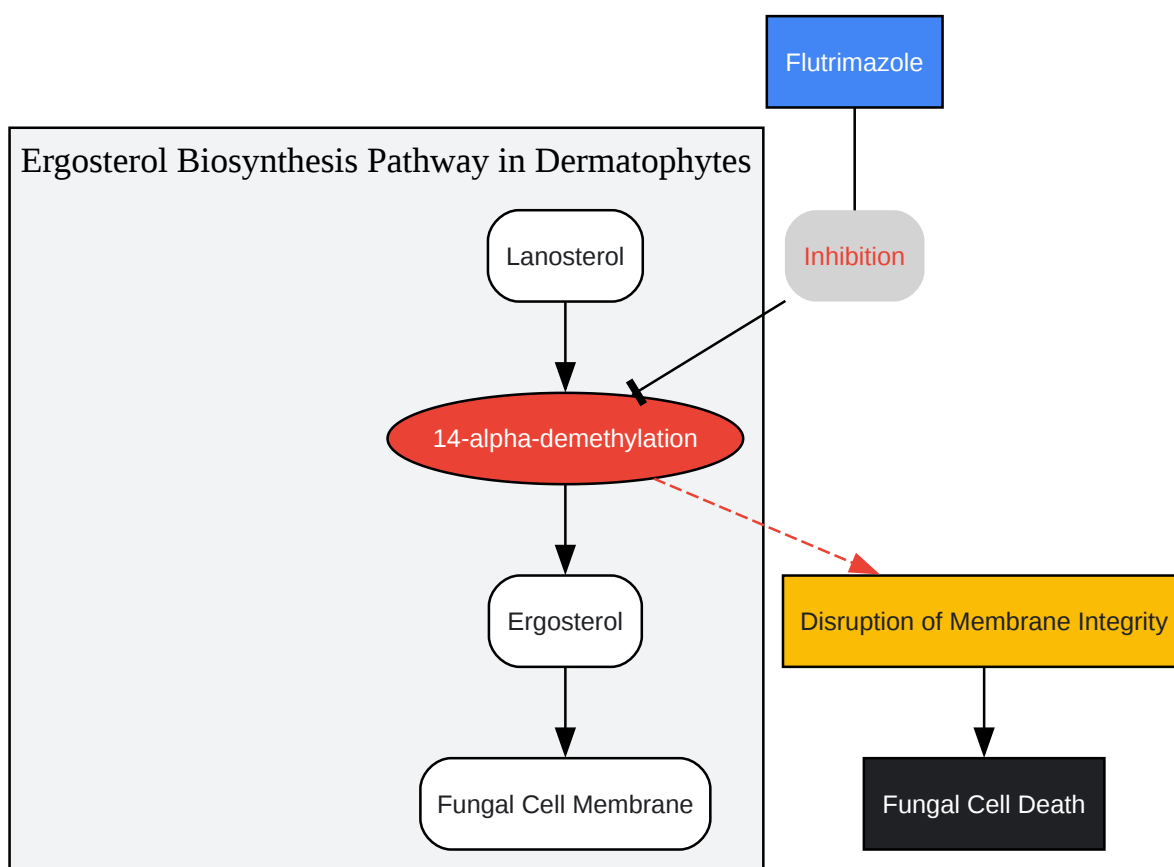 Flutrimazole
Ergosterol Biosynthesis Pathway in Dermatophytes
Lanosterol
Inhibition
14-alpha-demethylation
Ergosterol
Disruption of Membrane Integrity
Fungal Cell Membrane
Fungal Cell Death